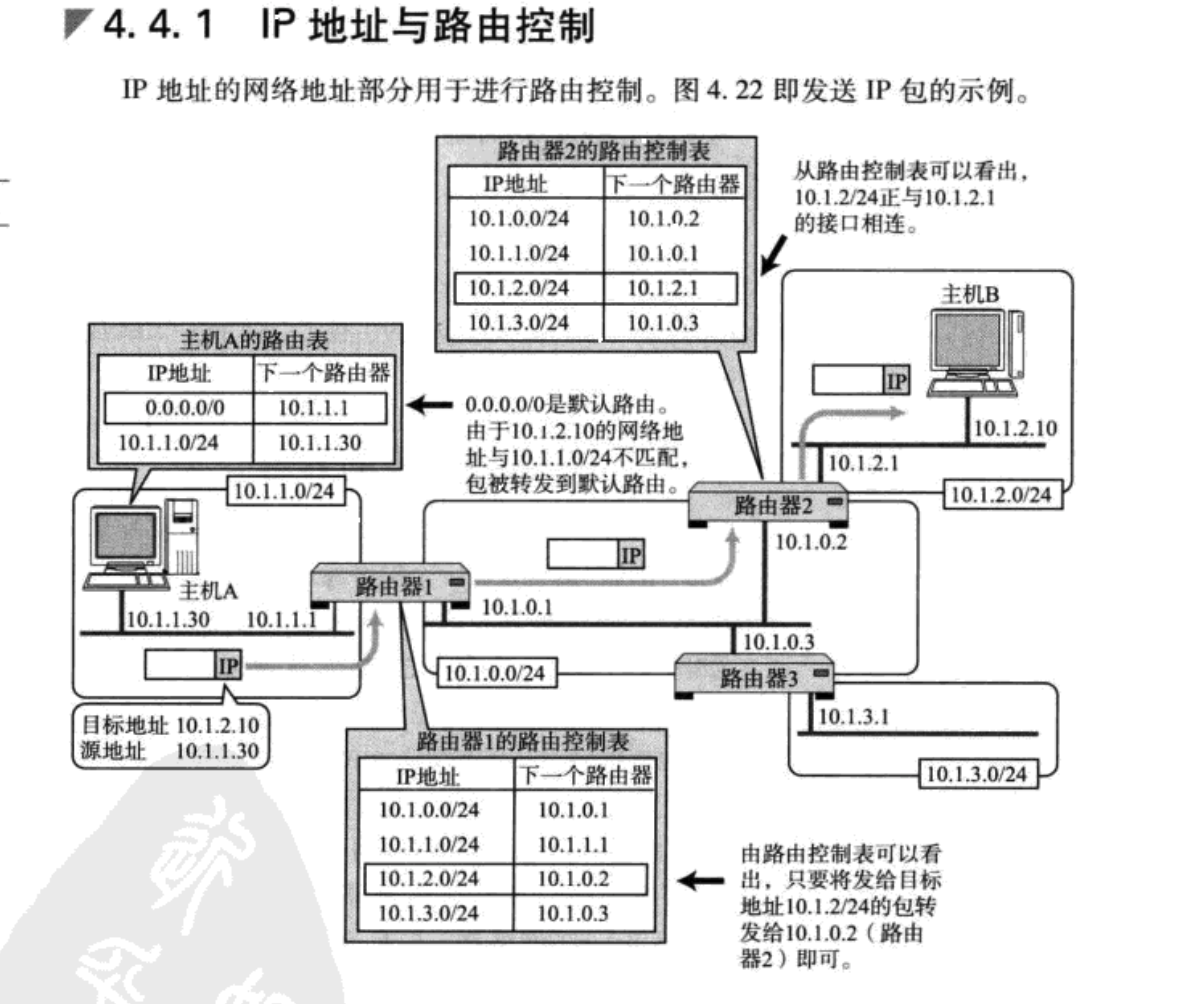 4.4.1 IP 地址与路由控制
IP 地址的网络地址部分用于进行路由控制。图 4.22 即发送 IP 包的示例。
路由器2的路由控制表
IP地址 下一个路由器
10.1.0.0/24 10.1.0.2
10.1.1.0/24 10.1.0.1
10.1.2.0/24 10.1.2.1
10.1.3.0/24 10.1.0.3
从路由控制表可以看出，
10.1.2/24正与10.1.2.1
的接口相连。
主机B
IP
10.1.2.10
10.1.2.1
10.1.2.0/24
主机A的路由表
IP地址 下一个路由器
0.0.0.0/0 10.1.1.1
10.1.1.0/24 10.1.1.30
0.0.0.0/0是默认路由。
由于10.1.2.10的网络地
址与10.1.1.0/24不匹配，
包被转发到默认路由。
10.1.1.0/24
主机A
10.1.1.30 10.1.1.1
IP
目标地址 10.1.2.10
源地址 10.1.1.30
路由器1
10.1.0.1
IP
路由器2
10.1.0.2
10.1.0.3
10.1.0.0/24
路由器3
10.1.3.1
10.1.3.0/24
路由器1的路由控制表
IP地址 下一个路由器
10.1.0.0/24 10.1.0.1
10.1.1.0/24 10.1.1.1
10.1.2.0/24 10.1.0.2
10.1.3.0/24 10.1.0.3
由路由控制表可以看
出，只要将发给目标
地址10.1.2/24的包转
发给10.1.0.2（路由
器2）即可。